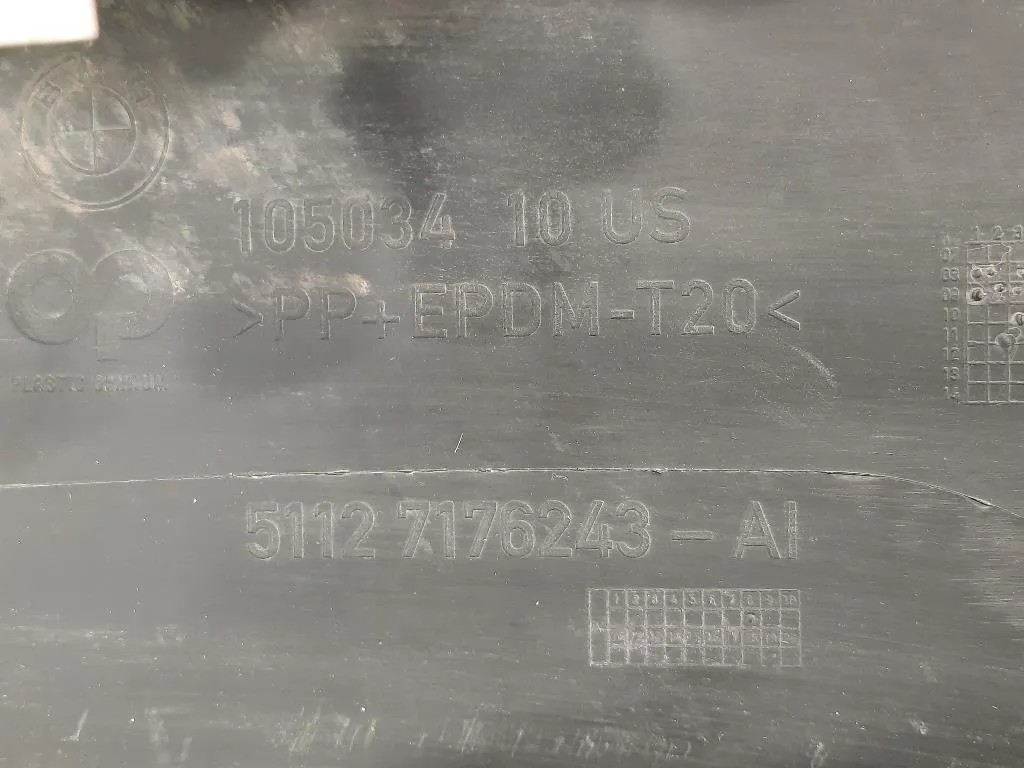 105034 10 US
>PP+EPDM-T20<
5112 7176243 - AI